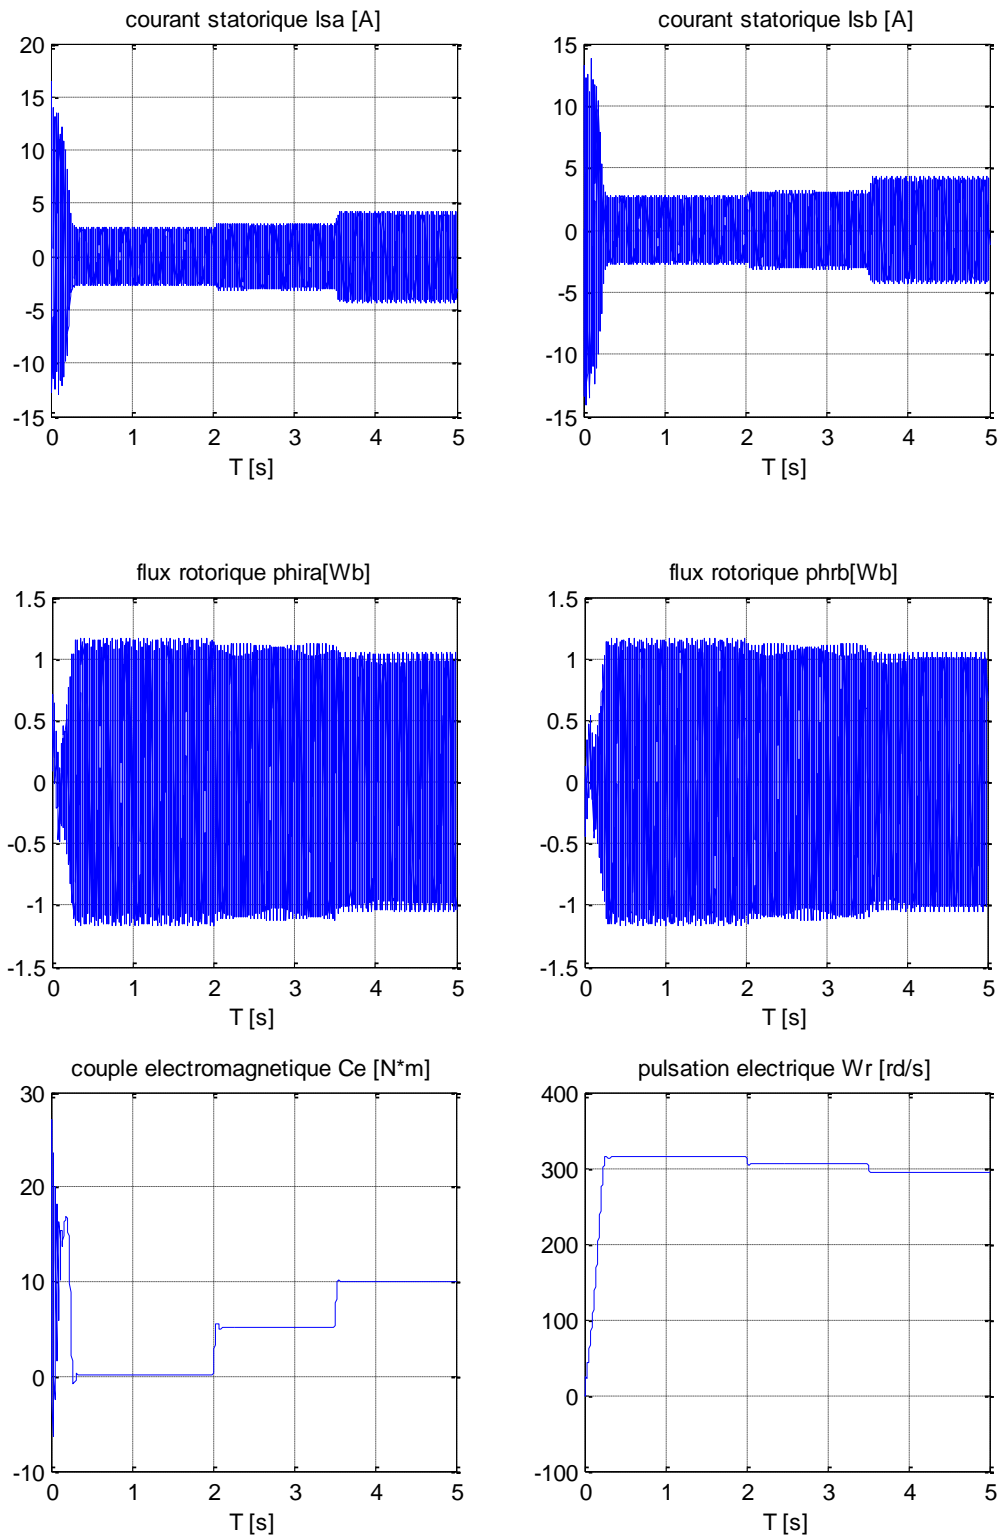 courant statorique Isa [A]
20
15
10
5
0
-5
-10
-15
0 1 2 3 4 5
T [s]
courant statorique Isb [A]
15
10
5
0
-5
-10
-15
0 1 2 3 4 5
T [s]
flux rotorique phira[Wb]
1.5
1
0.5
0
-0.5
-1
-1.5
0 1 2 3 4 5
T [s]
flux rotorique phrb[Wb]
1.5
1
0.5
0
-0.5
-1
-1.5
0 1 2 3 4 5
T [s]
couple electromagnetique Ce [N*m]
30
20
10
0
-10
0 1 2 3 4 5
T [s]
pulsation electrique Wr [rd/s]
400
300
200
100
0
-100
0 1 2 3 4 5
T [s]